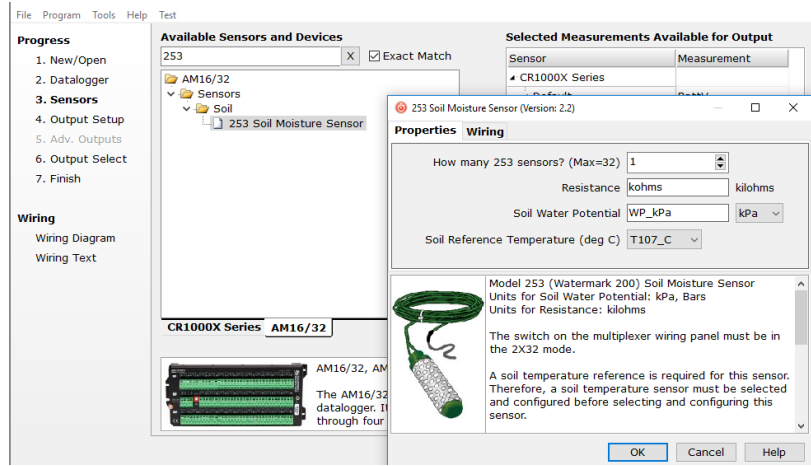 File Program Tools Help Test
Progress
1. New/Open
2. Datalogger
3. Sensors
4. Output Setup
5. Adv. Outputs
6. Output Select
7. Finish
Wiring
Wiring Diagram
Wiring Text
Available Sensors and Devices
253 X Exact Match
AM16/32
Sensors
Soil
253 Soil Moisture Sensor
CR1000X Series AM16/32
AM16/32, AM
The AM16/32
datalogger. It
through four
Selected Measurements Available for Output
Sensor Measurement
CR1000X Series
Default BattV
253 Soil Moisture Sensor (Version: 2.2)
Properties Wiring
How many 253 sensors? (Max=32) 1
Resistance kohms kilohms
Soil Water Potential WP_kPa kPa
Soil Reference Temperature (deg C) T107_C
Model 253 (Watermark 200) Soil Moisture Sensor
Units for Soil Water Potential: kPa, Bars
Units for Resistance: kilohms
The switch on the multiplexer wiring panel must be in
the 2X32 mode.
A soil temperature reference is required for this sensor.
Therefore, a soil temperature sensor must be selected
and configured before selecting and configuring this
sensor.
OK Cancel Help